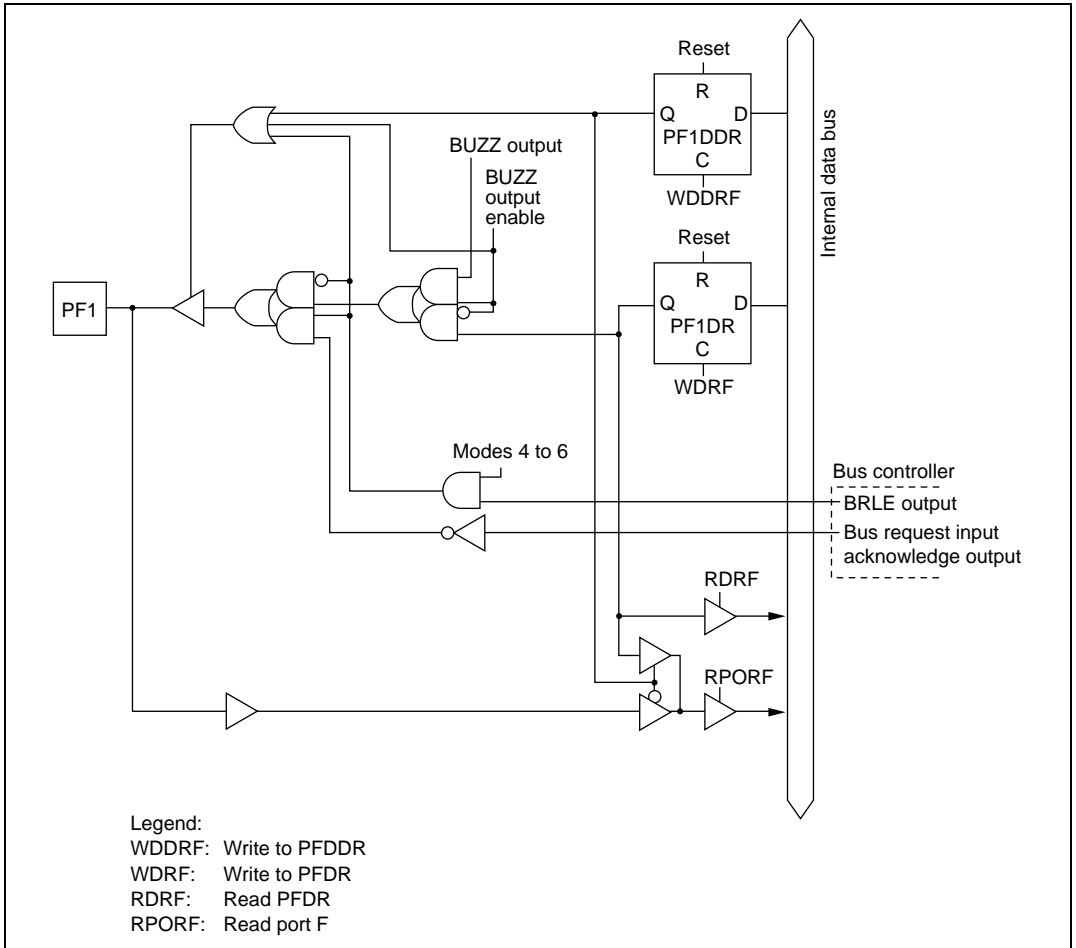 Reset
R
Q D
PF1DDR
C
WDDRF
Internal data bus
BUZZ output
BUZZ
output
enable
Reset
R
Q D
PF1DR
C
WDRF
PF1
Modes 4 to 6
Bus controller
BRLE output
Bus request input
acknowledge output
RDRF
RPORF
Legend:
WDDRF: Write to PFDDR
WDRF: Write to PFDR
RDRF: Read PFDR
RPORF: Read port F